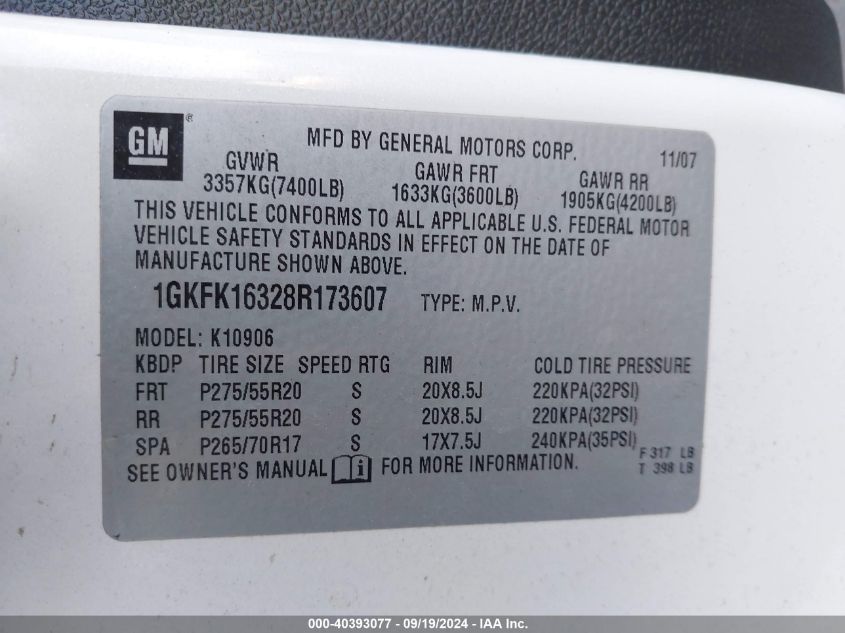 GM ®
MFD BY GENERAL MOTORS CORP. 11/07
GVWR GAWR FRT GAWR RR
3357KG(7400LB) 1633KG(3600LB) 1905KG(4200LB)
THIS VEHICLE CONFORMS TO ALL APPLICABLE U.S. FEDERAL MOTOR
VEHICLE SAFETY STANDARDS IN EFFECT ON THE DATE OF
MANUFACTURE SHOWN ABOVE.
1GKFK16328R173607 TYPE: M.P.V.
MODEL: K10906
KBDP TIRE SIZE SPEED RTG RIM COLD TIRE PRESSURE
FRT P275/55R20 S 20X8.5J 220KPA(32PSI)
RR P275/55R20 S 20X8.5J 220KPA(32PSI)
SPA P265/70R17 S 17X7.5J 240KPA(35PSI)
F 317 LB
SEE OWNER'S MANUAL i FOR MORE INFORMATION. T 398 LB
000-40393077 - 09/19/2024 - IAA Inc.